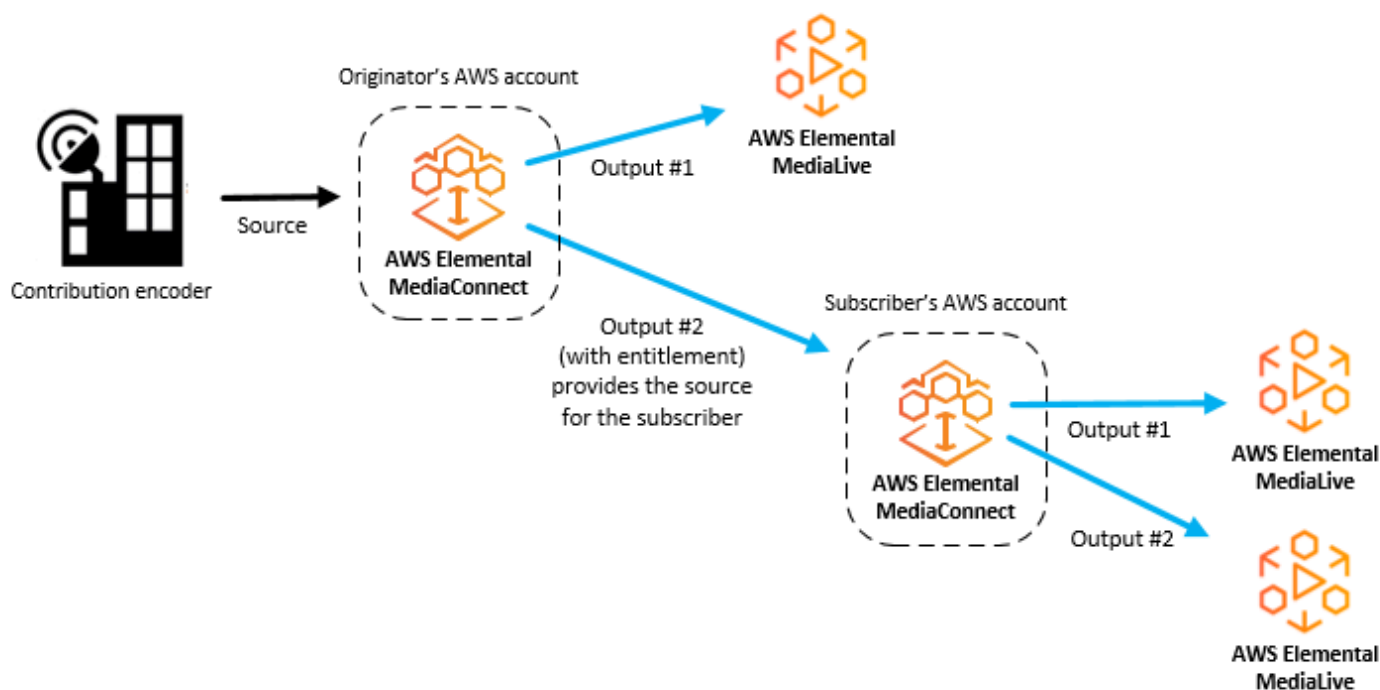 Originator's AWS account
AWS Elemental
MediaLive
Output #1
Source
AWS Elemental
MediaConnect
Contribution encoder
Output #2
(with entitlement)
provides the source
for the subscriber
Subscriber's AWS account
AWS Elemental
MediaConnect
Output #1
AWS Elemental
MediaLive
Output #2
AWS Elemental
MediaLive